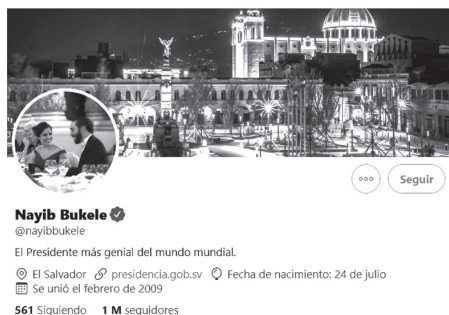 Seguir
Nayib Bukele
@nayibbukele
El Presidente más genial del mundo mundial.
El Salvador presidencia.gob.sv Fecha de nacimiento: 24 de julio
Se unió el febrero de 2009
561 Siguiendo 1 M seguidores